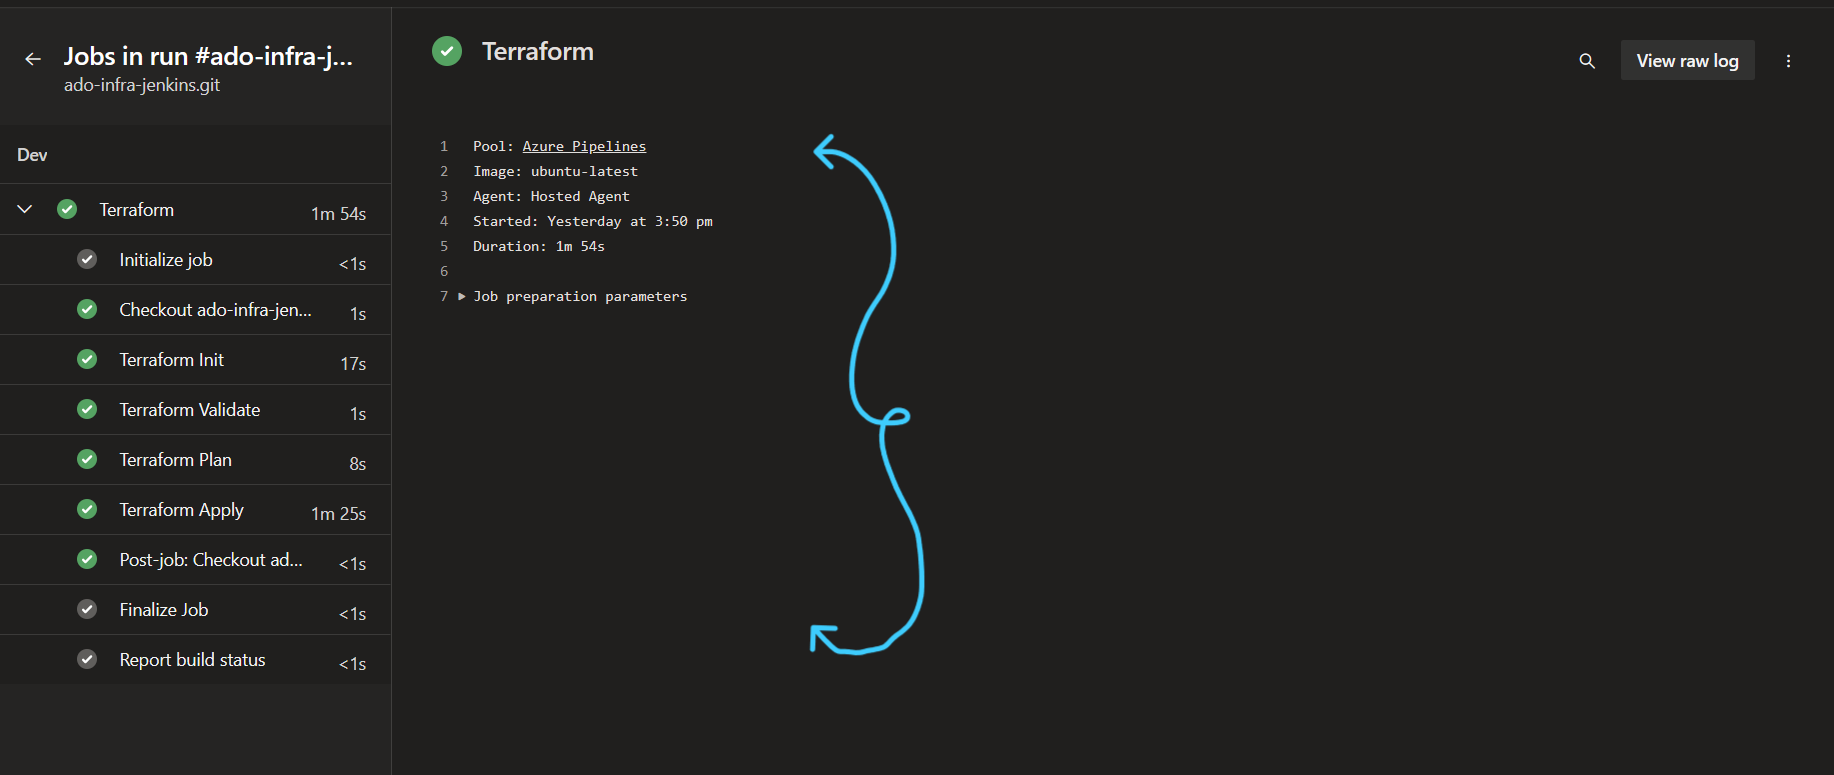 Jobs in run #ado-infra-j...
ado-infra-jenkins.git
Dev
Terraform 1m 54s
Initialize job <1s
Checkout ado-infra-jen... 1s
Terraform Init 17s
Terraform Validate 1s
Terraform Plan 8s
Terraform Apply 1m 25s
Post-job: Checkout ad... <1s
Finalize Job <1s
Report build status <1s
Terraform
View raw log
1 Pool: Azure Pipelines
2 Image: ubuntu-latest
3 Agent: Hosted Agent
4 Started: Yesterday at 3:50 pm
5 Duration: 1m 54s
6
7 Job preparation parameters